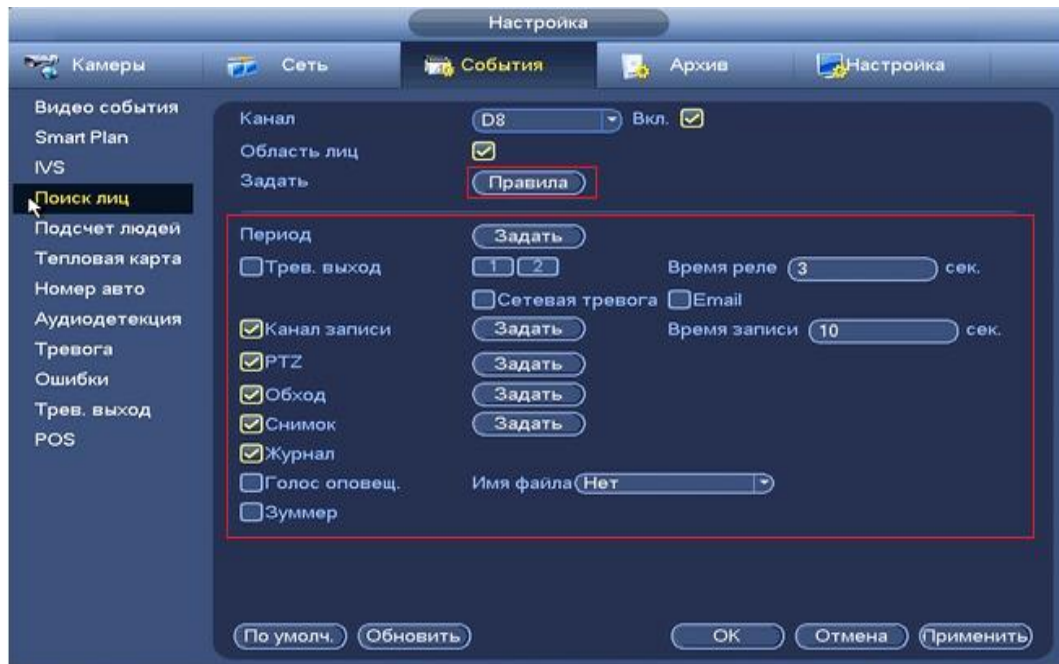 Настройка
Камеры Сеть События Архив Настройка
Видео события
Smart Plan
IVS
Поиск лиц
Подсчет людей
Тепловая карта
Номер авто
Аудиодетекция
Тревога
Ошибки
Трев. выход
POS
Канал D8 Вкл.
Область лиц
Задать Правила
Период Задать
Трев. выход 1 2 Время реле 3 сек.
Сетевая тревога Email
Канал записи Задать Время записи 10 сек.
PTZ Задать
Обход Задать
Снимок Задать
Журнал
Голос оповещ. Имя файла Нет
Зуммер
По умолч. Обновить OK Отмена Применить